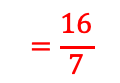 = 16/7